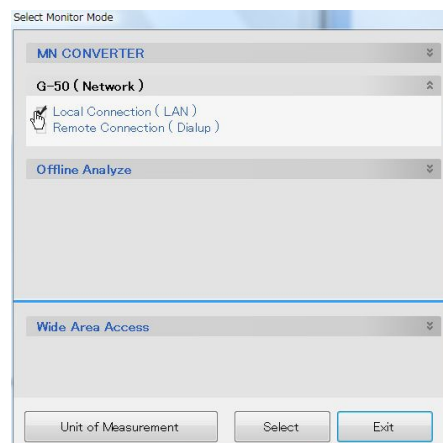 Select Monitor Mode
MN CONVERTER
G-50 ( Network )
Local Connection ( LAN )
Remote Connection ( Dialup )
Offline Analyze
Wide Area Access
Unit of Measurement
Select
Exit